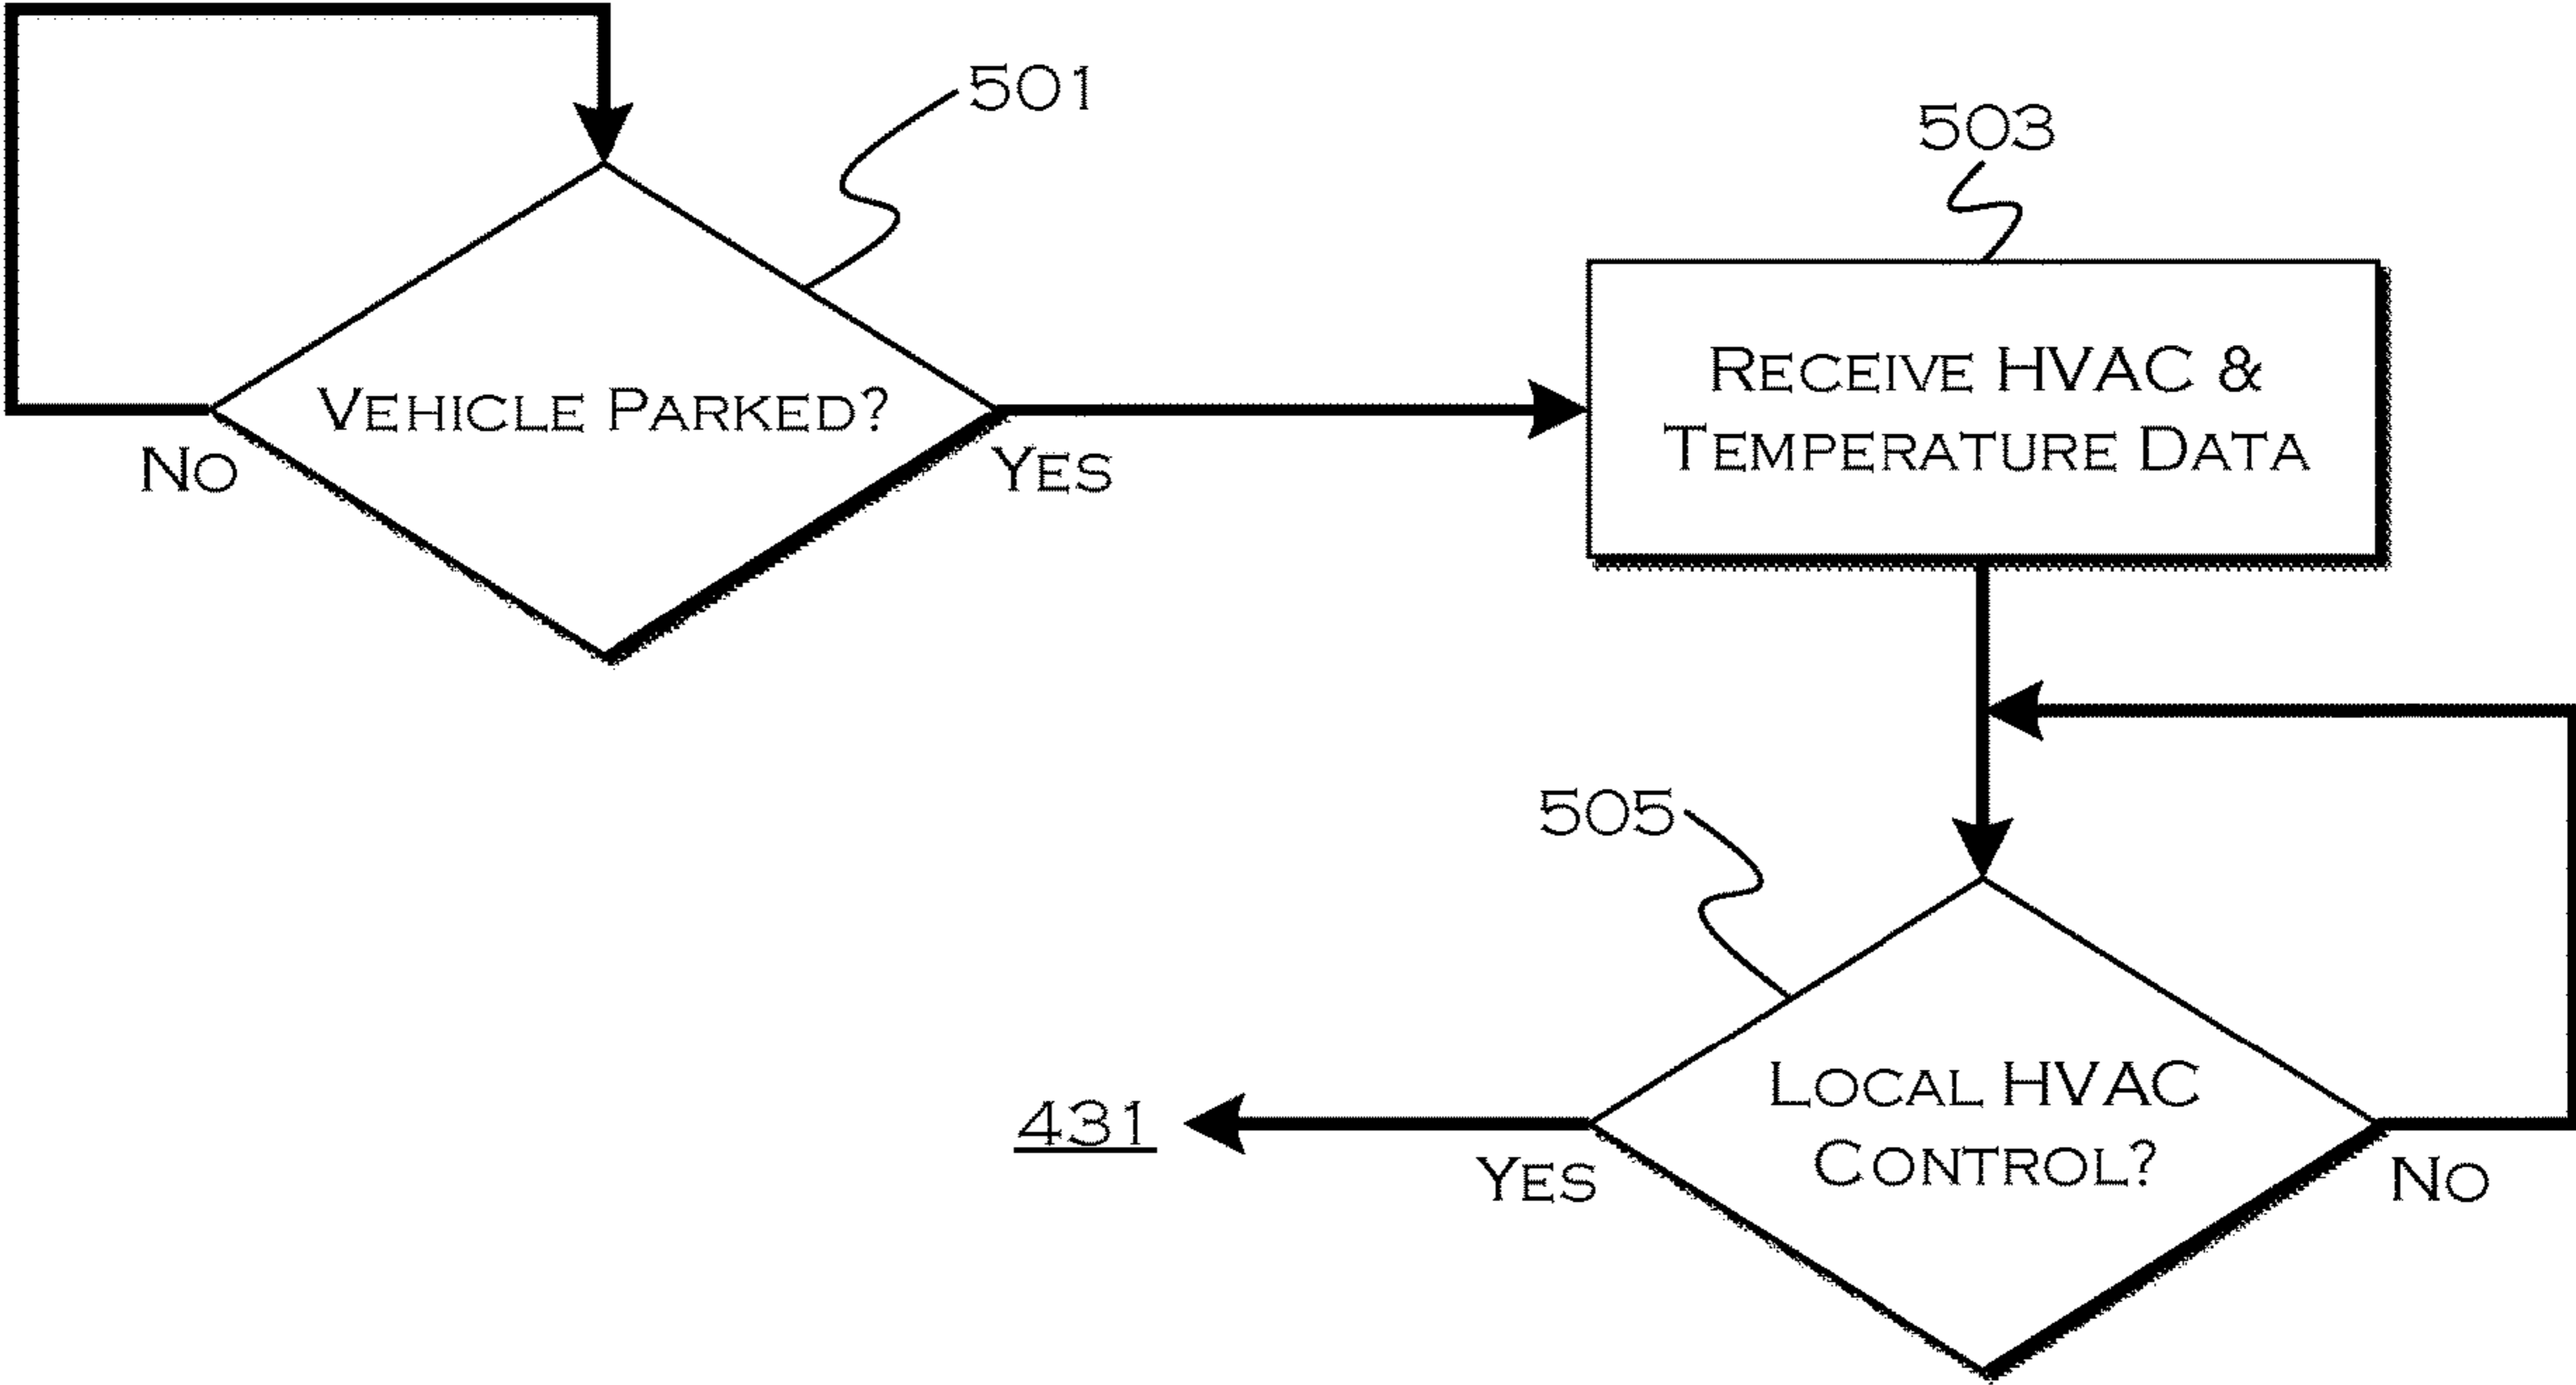 501
503
VEHICLE PARKED?
NO
YES
RECEIVE HVAC &
TEMPERATURE DATA
505
LOCAL HVAC
CONTROL?
431
YES
NO